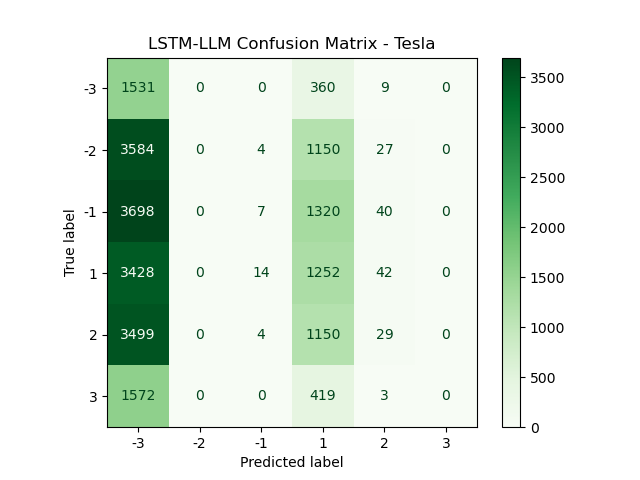 LSTM-LLM Confusion Matrix - Tesla
-3 1531 0 0 360 9 0
-2 3584 0 4 1150 27 0
-1 3698 0 7 1320 40 0
1 3428 0 14 1252 42 0
2 3499 0 4 1150 29 0
3 1572 0 0 419 3 0
True label
-3 -2 -1 1 2 3
Predicted label
3500
3000
2500
2000
1500
1000
500
0